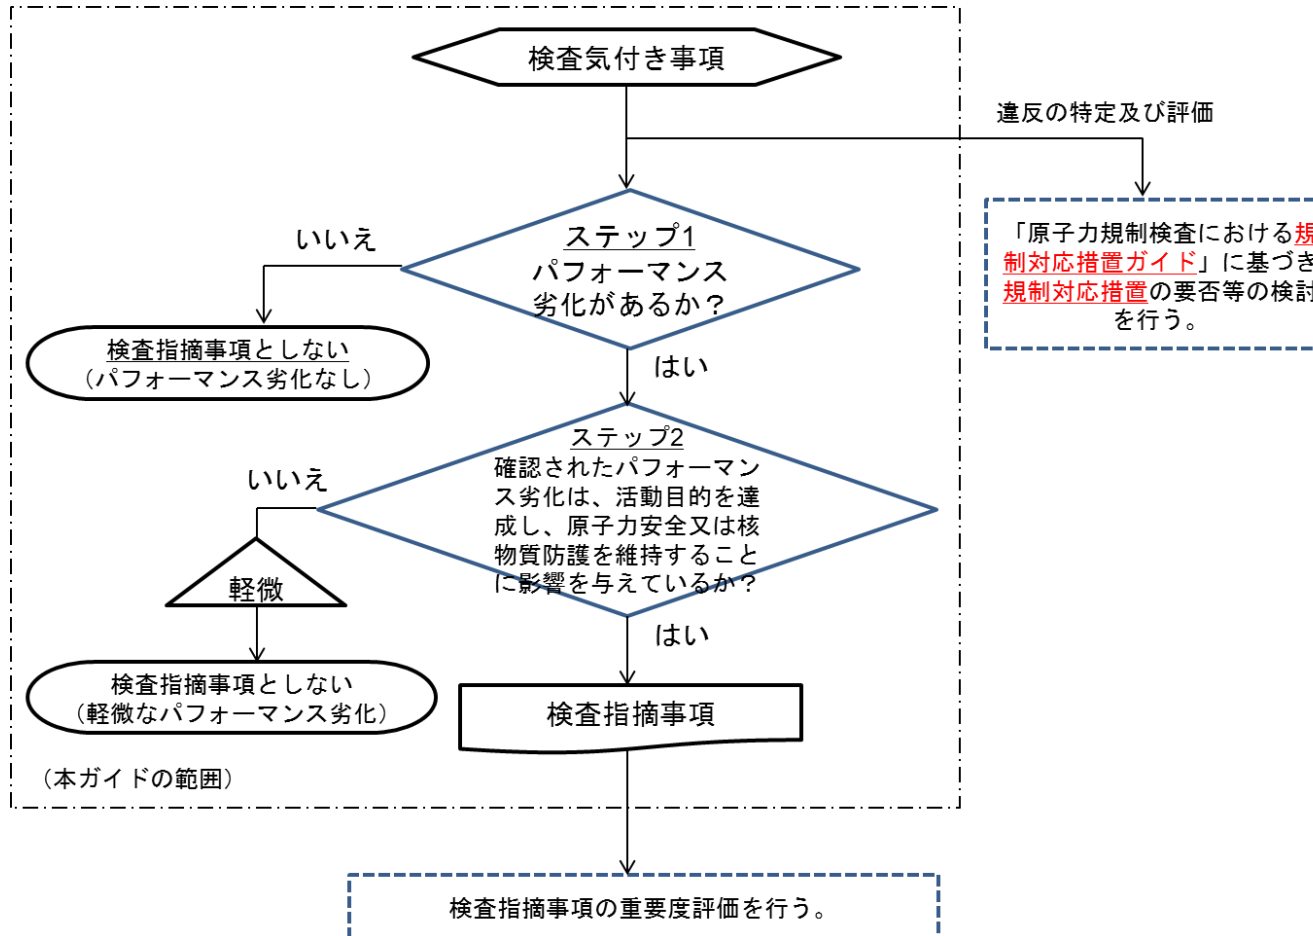 検査気付き事項
違反の特定及び評価
「原子力規制検査における規
制対応措置ガイド」に基づき
規制対応措置の要否等の検討
を行う。
いいえ
ステップ1
パフォーマンス
劣化があるか？
検査指摘事項としない
（パフォーマンス劣化なし）
はい
ステップ2
確認されたパフォーマン
ス劣化は、活動目的を達
成し、原子力安全又は核
物質防護を維持すること
に影響を与えているか？
いいえ
軽微
検査指摘事項としない
（軽微なパフォーマンス劣化）
はい
検査指摘事項
（本ガイドの範囲）
検査指摘事項の重要度評価を行う。